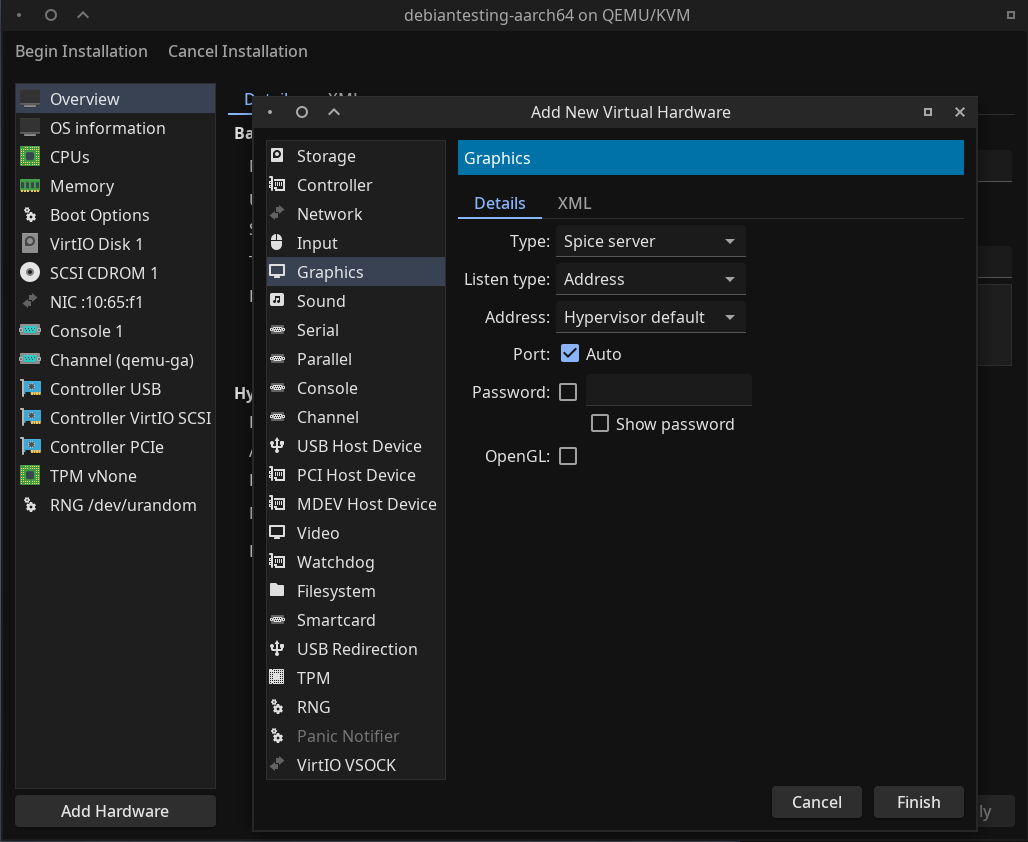 debiantesting-aarch64 on QEMU/KVM
Begin Installation Cancel Installation
Overview
OS information
CPUs
Memory
Boot Options
VirtIO Disk 1
SCSI CDROM 1
NIC :10:65:f1
Console 1
Channel (qemu-ga)
Controller USB
Controller VirtIO SCSI
Controller PCIe
TPM vNone
RNG /dev/urandom
Add Hardware
Add New Virtual Hardware
Storage
Controller
Network
Input
Graphics
Sound
Serial
Parallel
Console
Channel
USB Host Device
PCI Host Device
MDEV Host Device
Video
Watchdog
Filesystem
Smartcard
USB Redirection
TPM
RNG
Panic Notifier
VirtIO VSOCK
Graphics
Details XML
Type: Spice server
Listen type: Address
Address: Hypervisor default
Port: Auto
Password:
Show password
OpenGL:
Cancel Finish